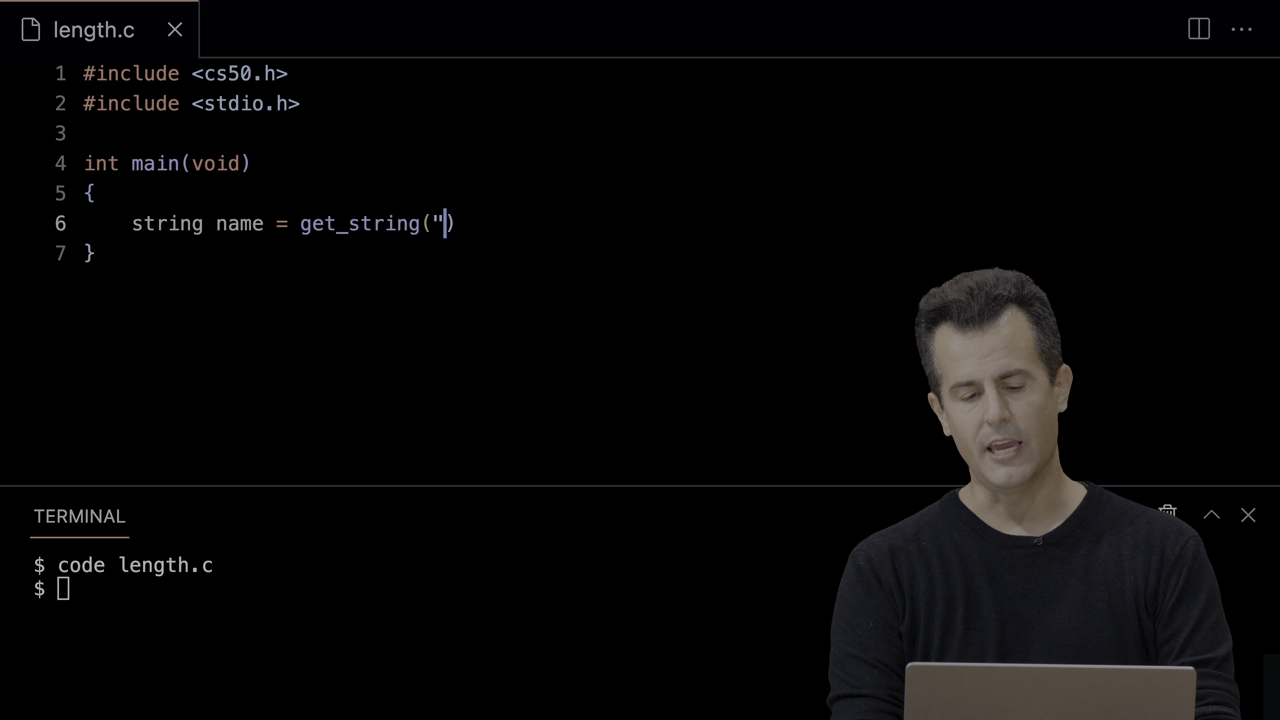 length.c
1 #include <cs50.h>
2 #include <stdio.h>
3
4 int main(void)
5 {
6     string name = get_string(")
7 }
TERMINAL
$ code length.c
$